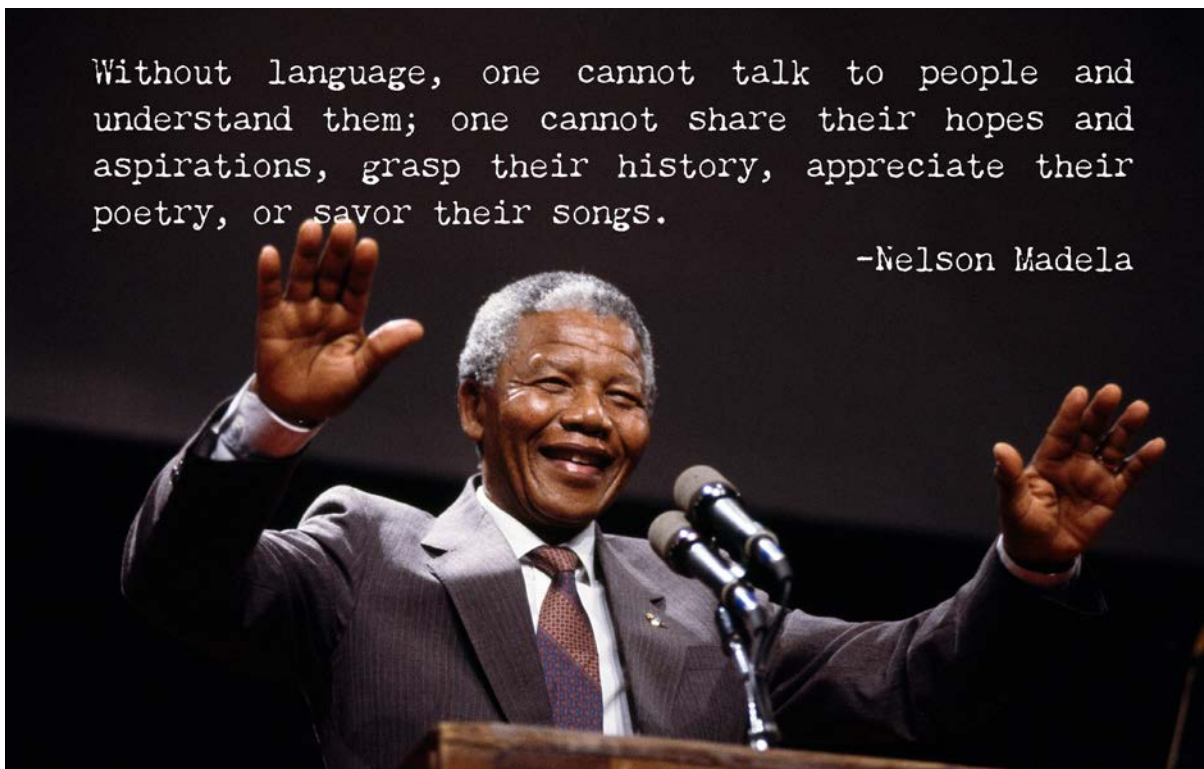 Without language, one cannot talk to people and
understand them; one cannot share their hopes and
aspirations, grasp their history, appreciate their
poetry, or savor their songs.
-Nelson Madela